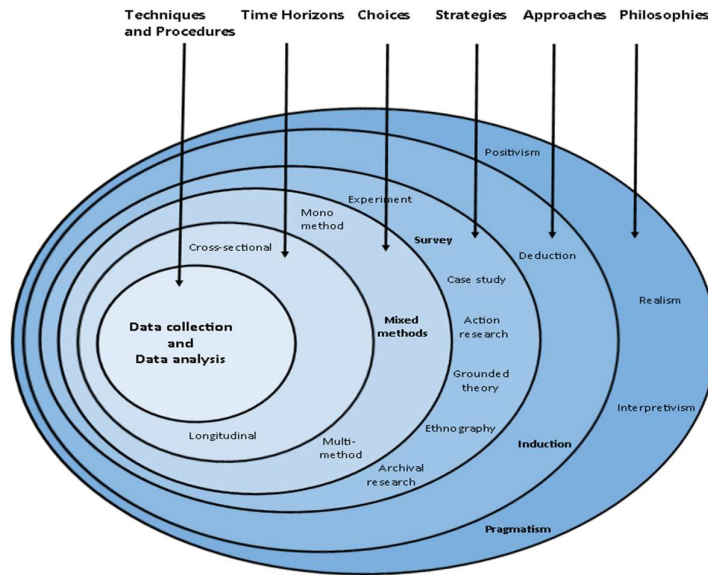 Techniques
and Procedures
Time Horizons
Choices
Strategies
Approaches
Philosophies
Positivism
Experiment
Mono
method
Survey
Cross-sectional
Deduction
Case study
Realism
Data collection
and
Data analysis
Mixed
methods
Action
research
Grounded
theory
Interpretivism
Ethnography
Longitudinal
Multi-
method
Induction
Archival
research
Pragmatism